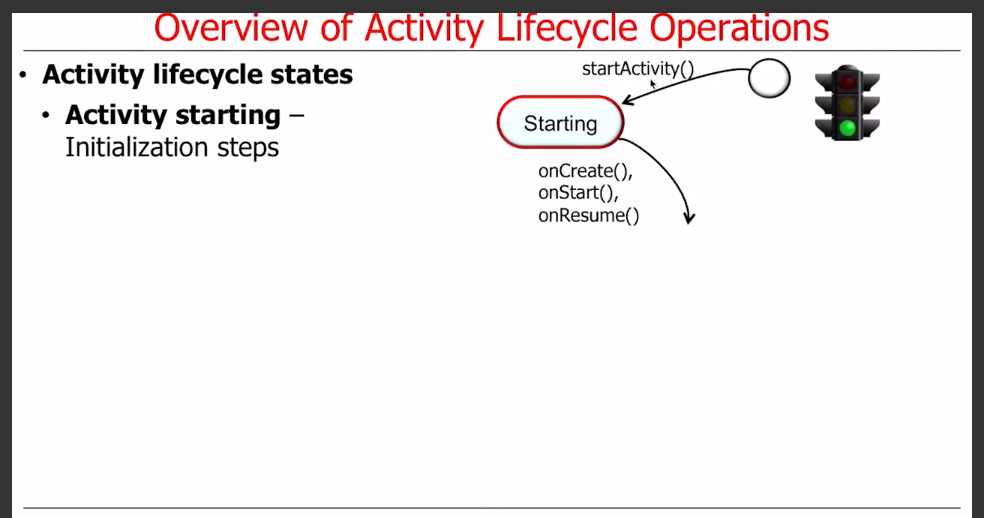 Overview of Activity Lifecycle Operations
• Activity lifecycle states
• Activity starting –
Initialization steps
startActivity()
Starting
onCreate(),
onStart(),
onResume()